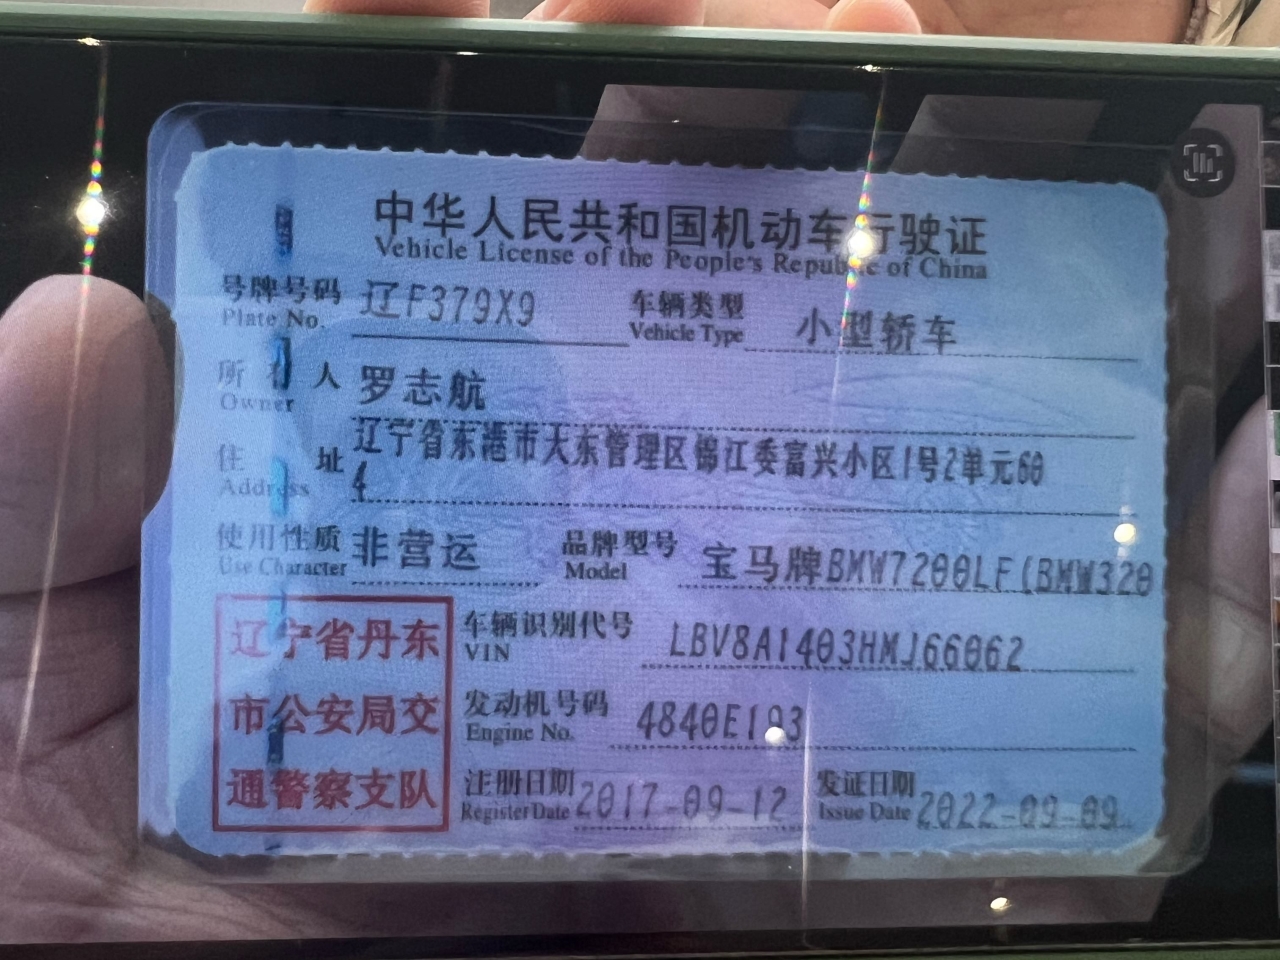 中华人民共和国机动车行驶证
Vehicle License of the People's Republic of China
号牌号码 辽F379X9 车辆类型 小型轿车
Plate No. Vehicle Type
所有人 罗志航
Owner
住址 辽宁省东港市大东管理区锦江委富兴小区1号2单元60
Address 4
使用性质 非营运 品牌型号 宝马牌BMW7200LF(BMW320
Use Character Model
辽宁省丹东
市公安局交
通警察支队
车辆识别代号 LBV8A1403HMJ66062
VIN
发动机号码 4840E193
Engine No.
注册日期 2017-09-12 发证日期 2022-09-09
Register Date Issue Date